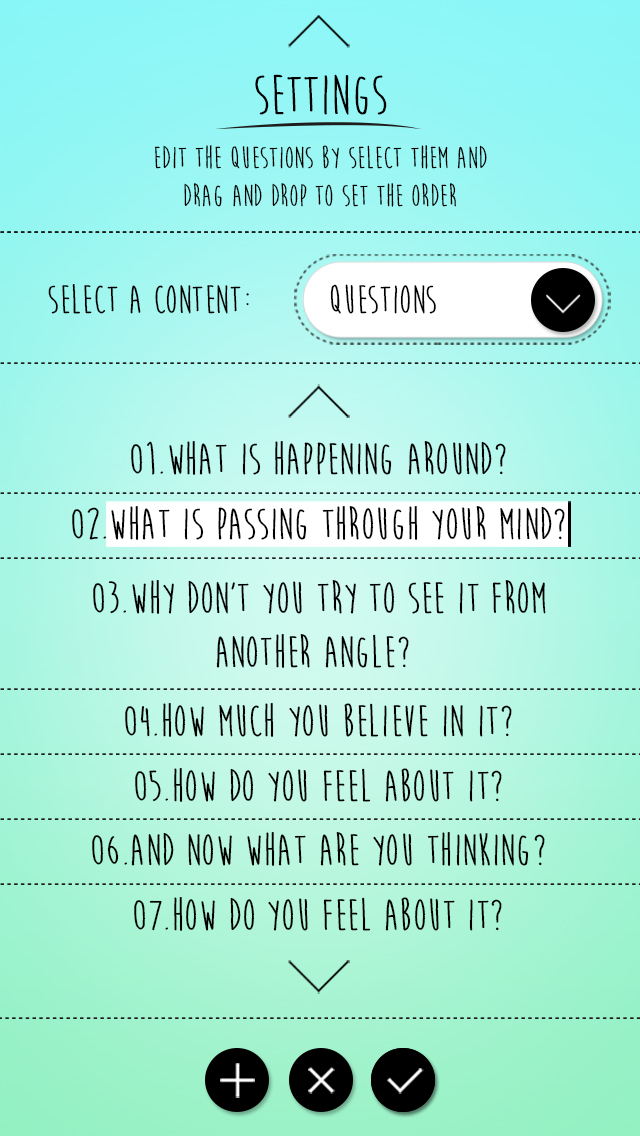 SETTINGS
EDIT THE QUESTIONS BY SELECT THEM AND
DRAG AND DROP TO SET THE ORDER
SELECT A CONTENT:
QUESTIONS
01.WHAT IS HAPPENING AROUND?
02.WHAT IS PASSING THROUGH YOUR MIND?
03.WHY DON'T YOU TRY TO SEE IT FROM
ANOTHER ANGLE?
04.HOW MUCH YOU BELIEVE IN IT?
05.HOW DO YOU FEEL ABOUT IT?
06.AND NOW WHAT ARE YOU THINKING?
07.HOW DO YOU FEEL ABOUT IT?